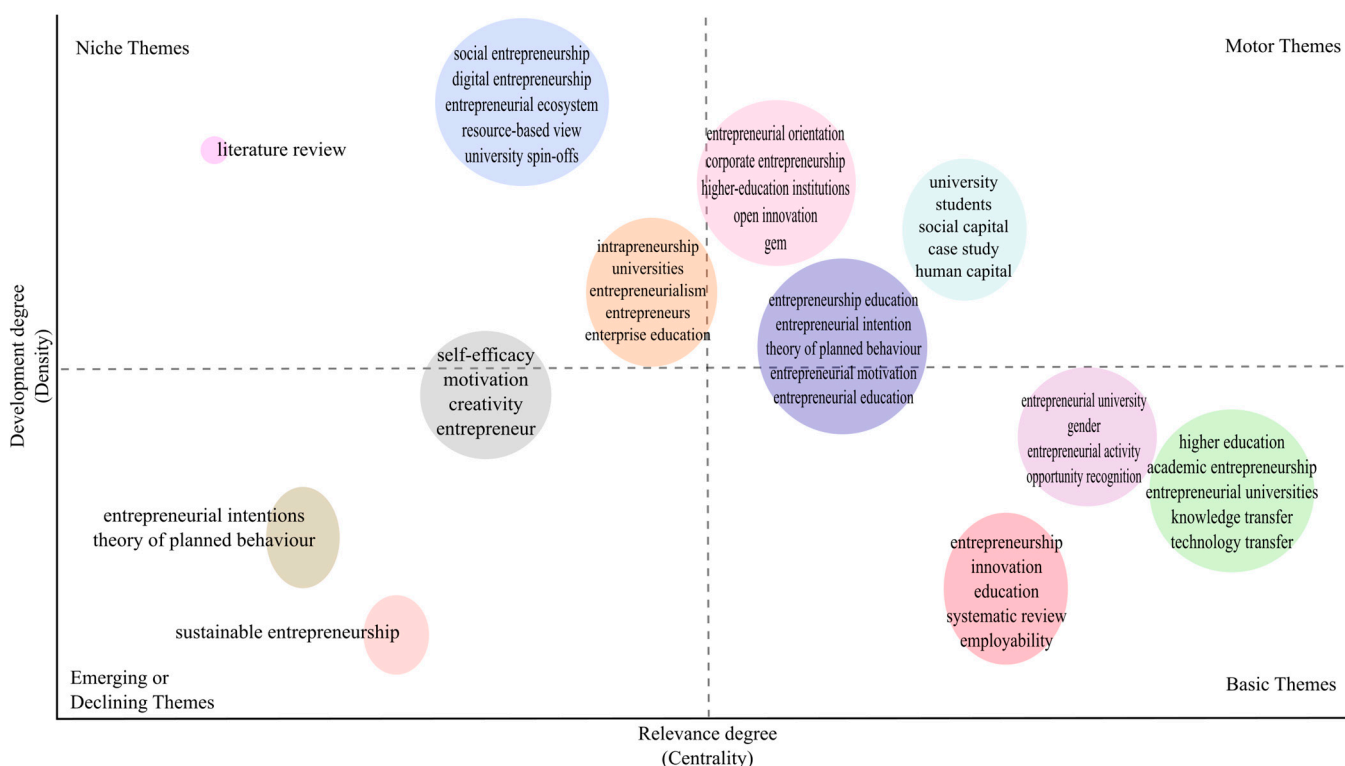 Niche Themes
Motor Themes
social entrepreneurship
digital entrepreneurship
entrepreneurial ecosystem
resource-based view
university spin-offs
literature review
entrepreneurial orientation
corporate entrepreneurship
higher-education institutions
open innovation
gem
university
students
social capital
case study
human capital
intrapreneurship
universities
entrepreneurialism
entrepreneurs
enterprise education
entrepreneurship education
entrepreneurial intention
theory of planned behaviour
entrepreneurial motivation
entrepreneurial education
self-efficacy
motivation
creativity
entrepreneur
entrepreneurial university
gender
entrepreneurial activity
opportunity recognition
higher education
academic entrepreneurship
entrepreneurial universities
knowledge transfer
technology transfer
entrepreneurial intentions
theory of planned behaviour
entrepreneurship
innovation
education
systematic review
employability
sustainable entrepreneurship
Emerging or
Declining Themes
Basic Themes
Development degree
(Density)
Relevance degree
(Centrality)